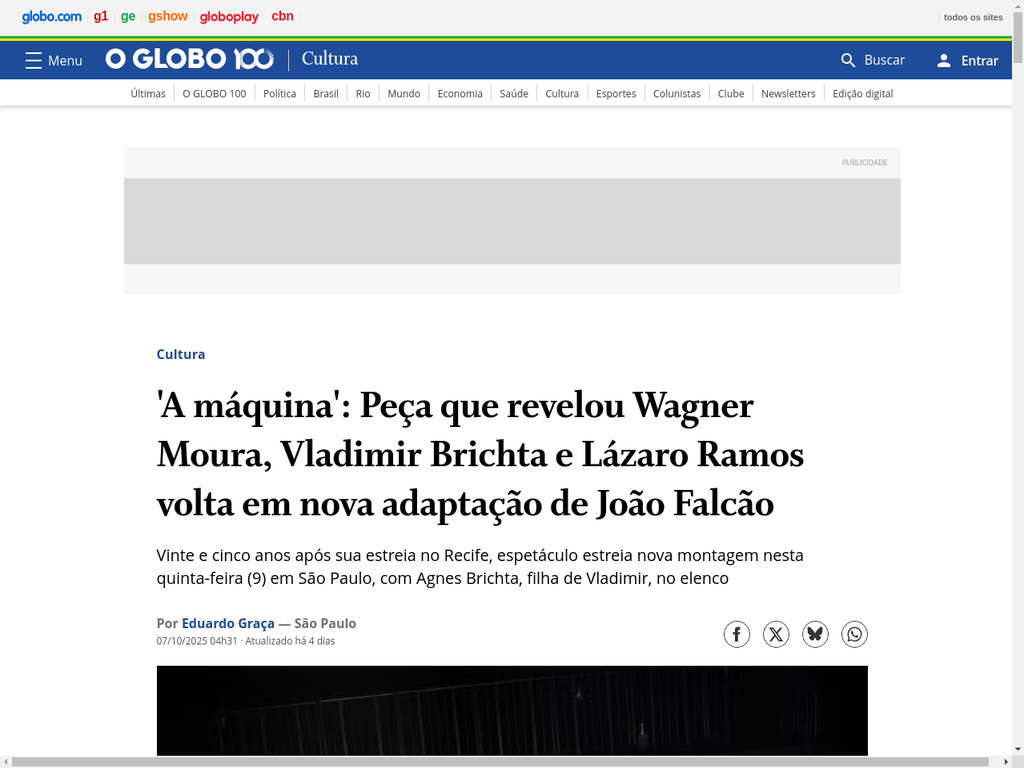 globo.com g1 ge gshow globoplay cbn todos os sites
Menu O GLOBO 100 Cultura Buscar Entrar
Últimas O GLOBO 100 Política Brasil Rio Mundo Economia Saúde Cultura Esportes Colunistas Clube Newsletters Edição digital
PUBLICIDADE
Cultura
'A máquina': Peça que revelou Wagner
Moura, Vladimir Brichta e Lázaro Ramos
volta em nova adaptação de João Falcão
Vinte e cinco anos após sua estreia no Recife, espetáculo estreia nova montagem nesta
quinta-feira (9) em São Paulo, com Agnes Brichta, filha de Vladimir, no elenco
Por Eduardo Graça — São Paulo
07/10/2025 04h31 · Atualizado há 4 dias